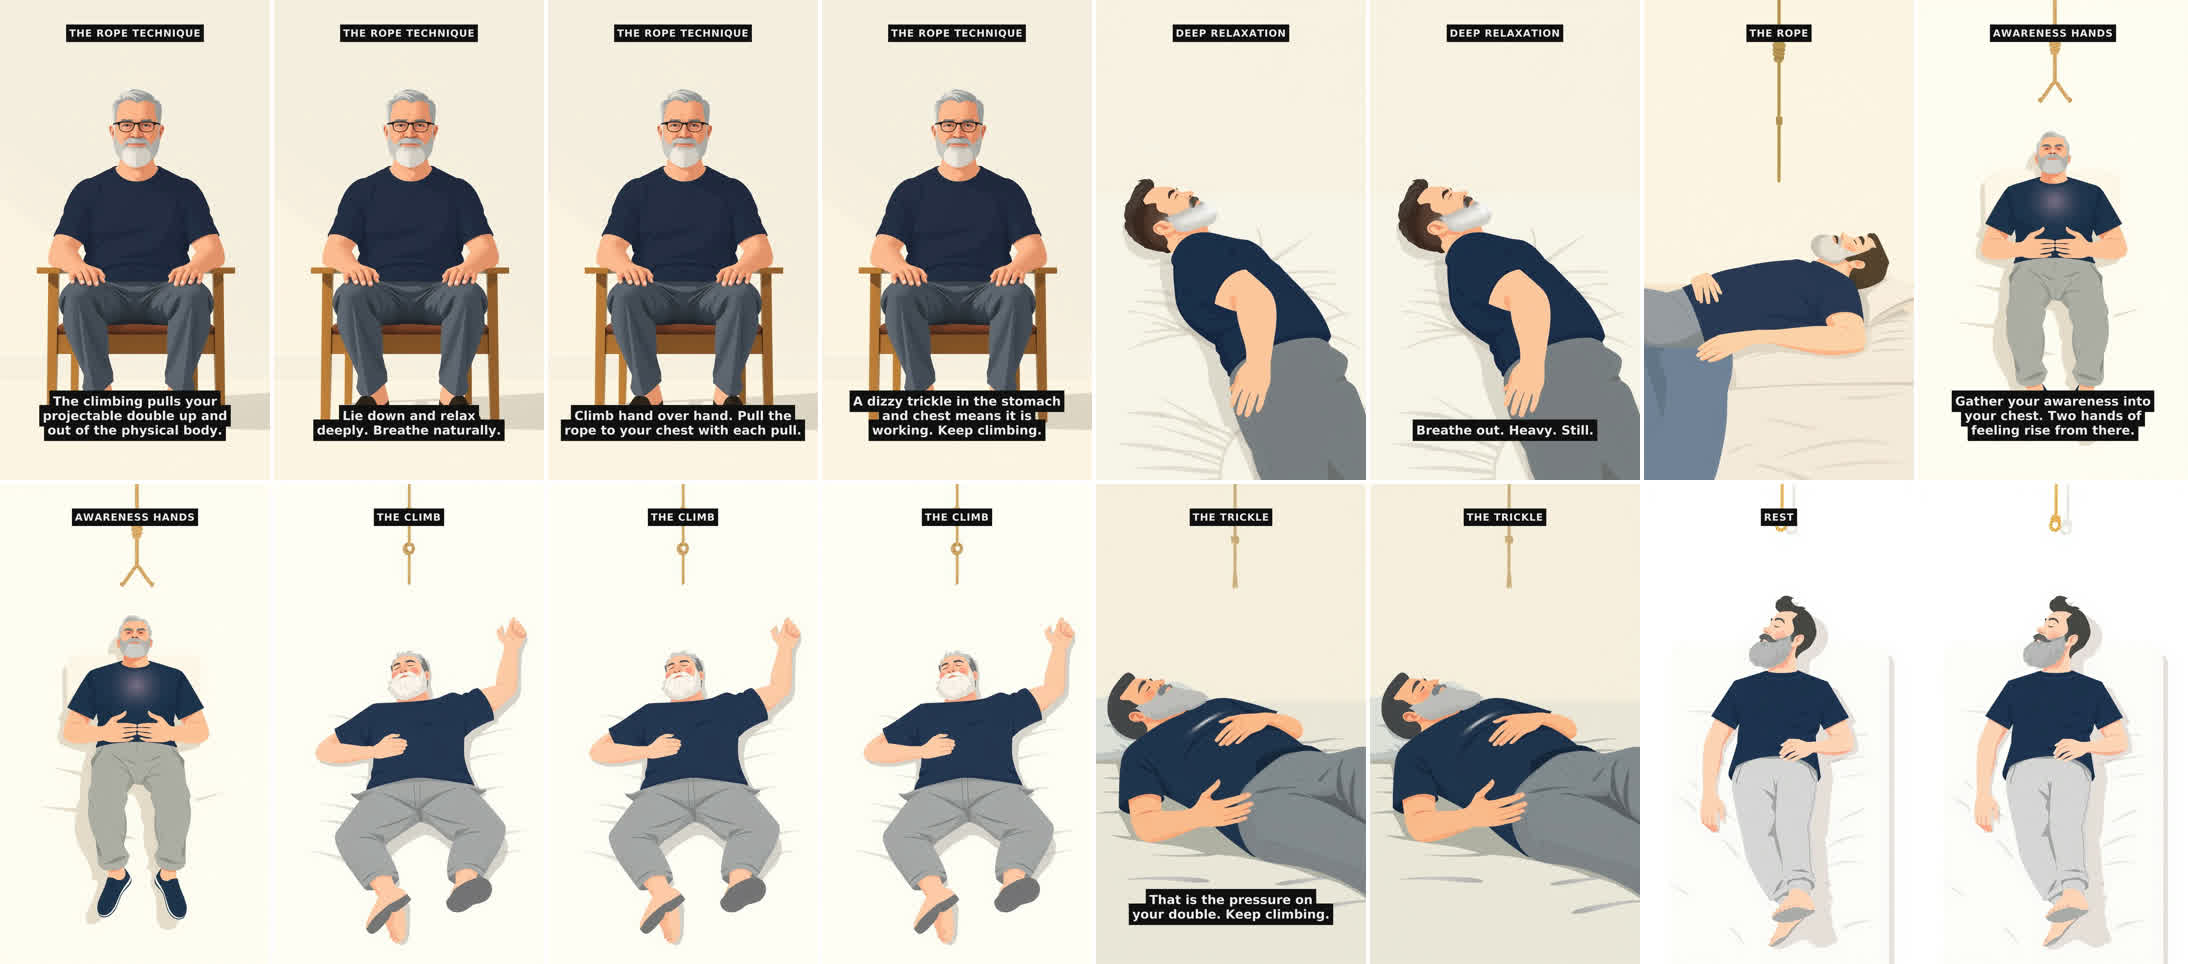 THE ROPE TECHNIQUE
The climbing pulls your
projectable double up and
out of the physical body.
THE ROPE TECHNIQUE
Lie down and relax
deeply. Breathe naturally.
THE ROPE TECHNIQUE
Climb hand over hand. Pull the
rope to your chest with each pull.
THE ROPE TECHNIQUE
A dizzy trickle in the stomach
and chest means it is
working. Keep climbing.
DEEP RELAXATION
DEEP RELAXATION
Breathe out. Heavy. Still.
THE ROPE
AWARENESS HANDS
Gather your awareness into
your chest. Two hands of
feeling rise from there.
AWARENESS HANDS
THE CLIMB
THE CLIMB
THE CLIMB
THE TRICKLE
That is the pressure on
your double. Keep climbing.
THE TRICKLE
REST